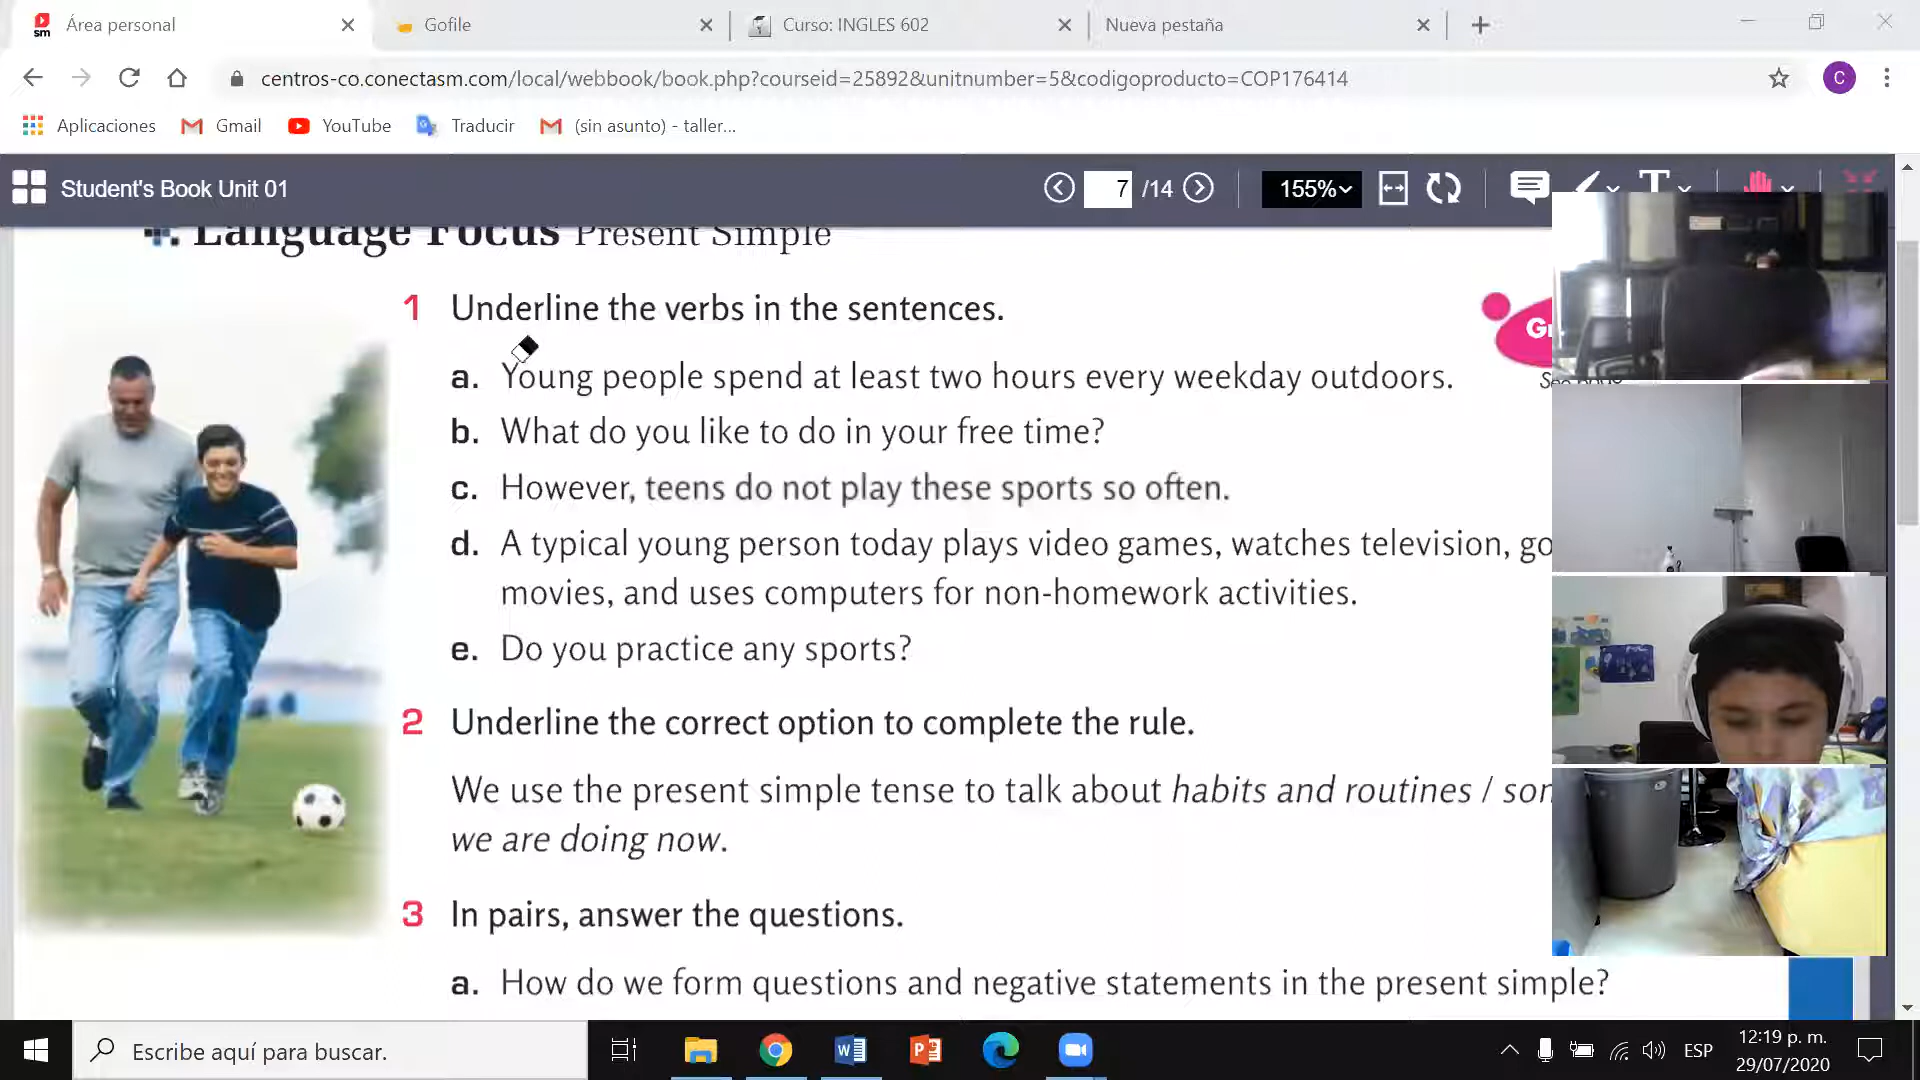 Área personal
Gofile
Curso: INGLES 602
Nueva pestaña
centros-co.conectasm.com/local/webbook/book.php?courseid=25892&unitnumber=5&codigoproducto=COP176414
C
Aplicaciones
Gmail
YouTube
Traducir
(sin asunto) - taller...
Student's Book Unit 01
7 /14
155%
Language Focus Present Simple
1 Underline the verbs in the sentences.
a. Young people spend at least two hours every weekday outdoors.
b. What do you like to do in your free time?
c. However, teens do not play these sports so often.
d. A typical young person today plays video games, watches television, go
movies, and uses computers for non-homework activities.
e. Do you practice any sports?
2 Underline the correct option to complete the rule.
We use the present simple tense to talk about habits and routines / son
we are doing now.
3 In pairs, answer the questions.
a. How do we form questions and negative statements in the present simple?
Escribe aquí para buscar.
ESP
12:19 p. m.
29/07/2020